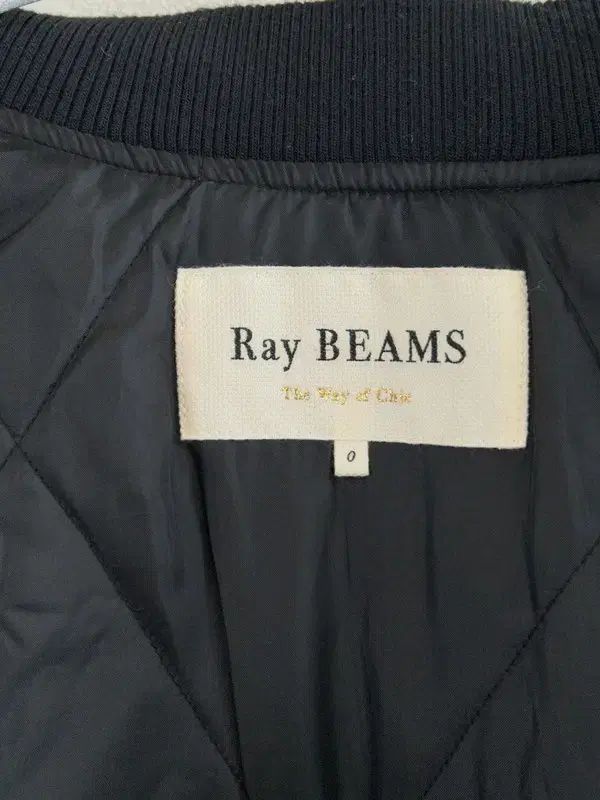 Ray BEAMS
The Way of Chic
0